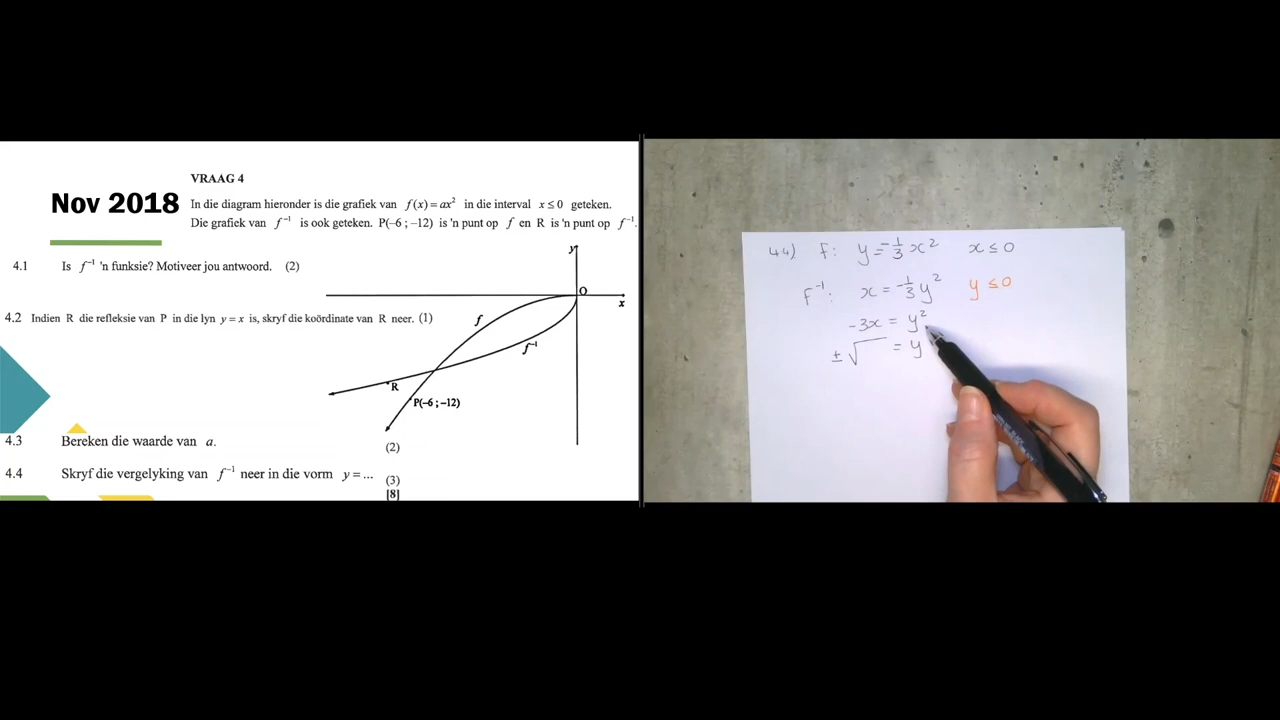 Nov 2018
VRAAG 4
In die diagram hieronder is die grafiek van f(x) = ax² in die interval x ≤ 0 geteken.
Die grafiek van f⁻¹ is ook geteken. P(−6 ; −12) is 'n punt op f en R is 'n punt op f⁻¹.
4.1 Is f⁻¹ 'n funksie? Motiveer jou antwoord. (2)
4.2 Indien R die refleksie van P in die lyn y = x is, skryf die koördinate van R neer. (1)
y
O
x
f
f⁻¹
R
P(−6 ; −12)
4.3 Bereken die waarde van a. (2)
4.4 Skryf die vergelyking van f⁻¹ neer in die vorm y = ... (3)
[8]
4.4) F: y = -1/3 x² x ≤ 0
F⁻¹: x = -1/3 y² y ≤ 0
-3x = y²
±√ = y